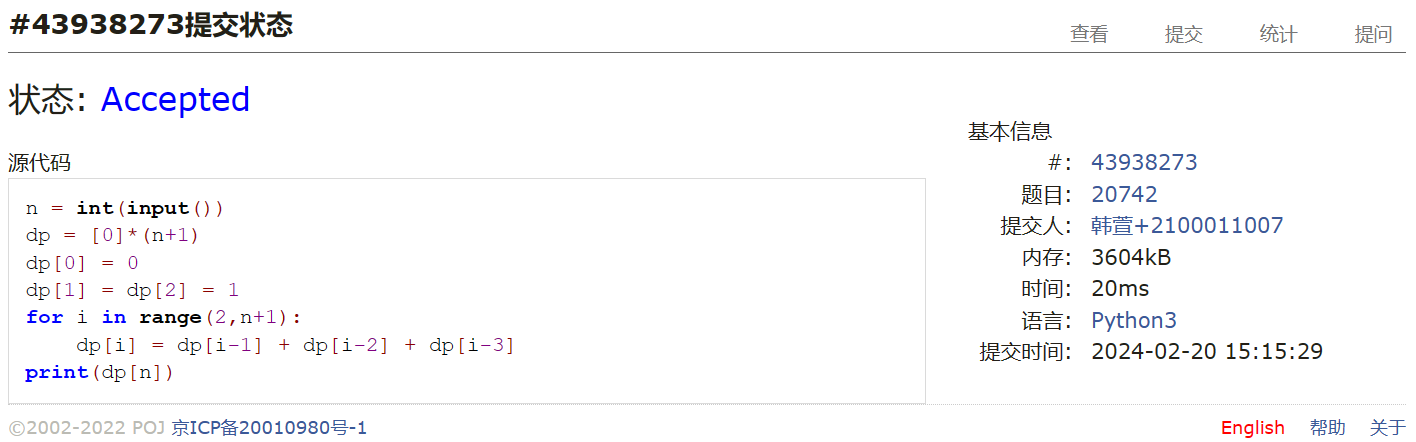 #43938273提交状态
查看 提交 统计 提问
状态: Accepted
源代码
n = int(input())
dp = [0]*(n+1)
dp[0] = 0
dp[1] = dp[2] = 1
for i in range(2,n+1):
    dp[i] = dp[i-1] + dp[i-2] + dp[i-3]
print(dp[n])
基本信息
#: 43938273
题目: 20742
提交人: 韩萱+2100011007
内存: 3604kB
时间: 20ms
语言: Python3
提交时间: 2024-02-20 15:15:29
©2002-2022 POJ 京ICP备20010980号-1
English 帮助 关于